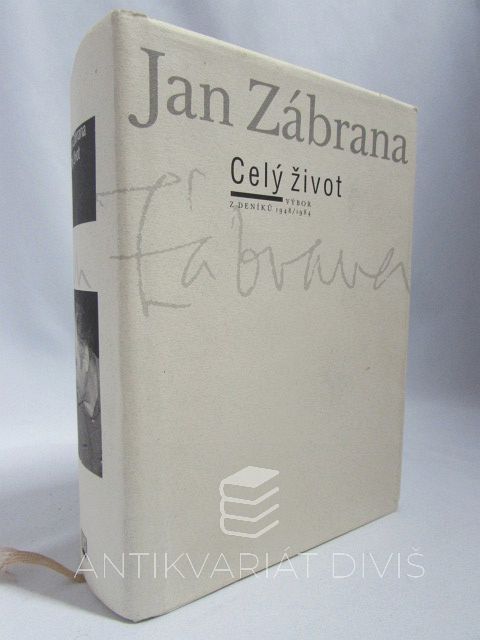 Jan Zábrana
Celý život
VÝBOR
Z DENÍKŮ 1948/1984
Zábrana
ANTIKVARIÁT DIVIŠ